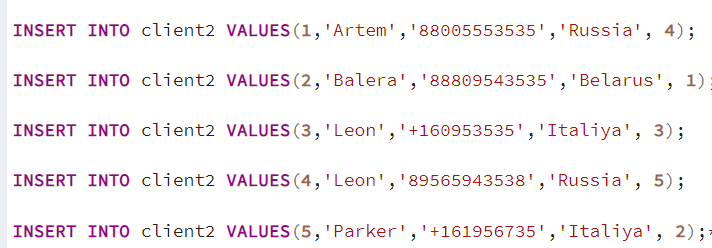 INSERT INTO client2 VALUES(1,'Artem','88005553535','Russia', 4);
INSERT INTO client2 VALUES(2,'Balera','88809543535','Belarus', 1);
INSERT INTO client2 VALUES(3,'Leon','+160953535','Italiya', 3);
INSERT INTO client2 VALUES(4,'Leon','89565943538','Russia', 5);
INSERT INTO client2 VALUES(5,'Parker','+161956735','Italiya', 2);